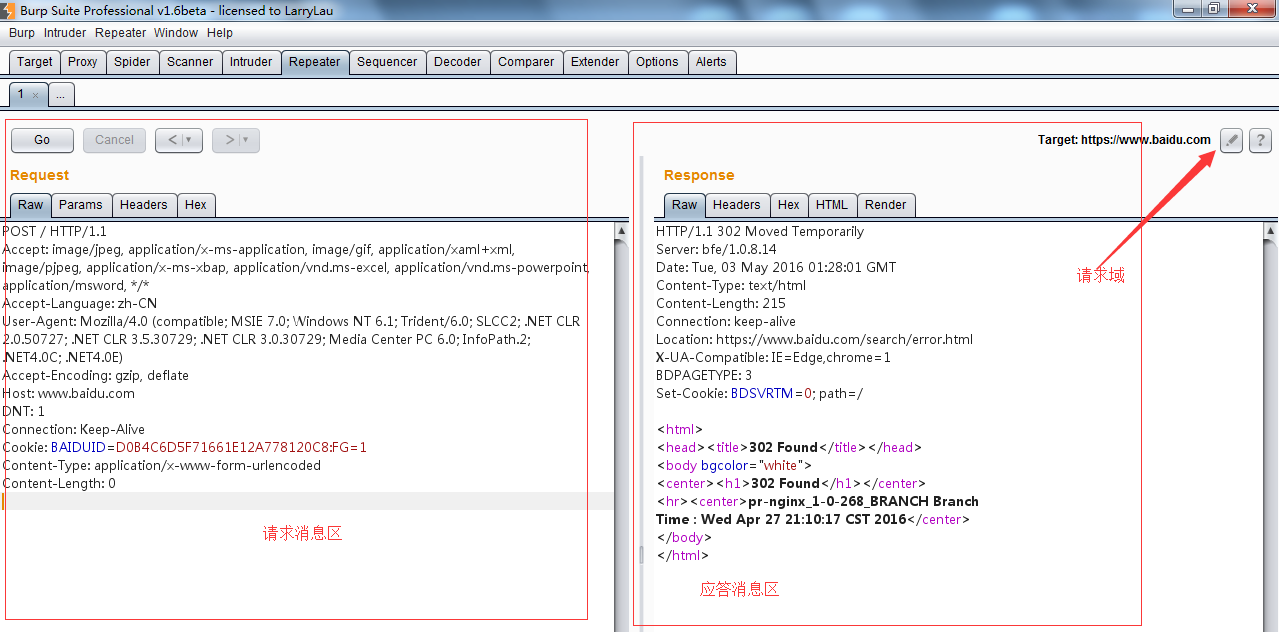 Burp Suite Professional v1.6beta - licensed to LarryLau
Burp Intruder Repeater Window Help
Target Proxy Spider Scanner Intruder Repeater Sequencer Decoder Comparer Extender Options Alerts
1 × ...
Go Cancel < ▼ > ▼ Target: https://www.baidu.com ?
Request
Raw Params Headers Hex
POST / HTTP/1.1
Accept: image/jpeg, application/x-ms-application, image/gif, application/xaml+xml,
image/pjpeg, application/x-ms-xbap, application/vnd.ms-excel, application/vnd.ms-powerpoint,
application/msword, */*
Accept-Language: zh-CN
User-Agent: Mozilla/4.0 (compatible; MSIE 7.0; Windows NT 6.1; Trident/6.0; SLCC2; .NET CLR
2.0.50727; .NET CLR 3.5.30729; .NET CLR 3.0.30729; Media Center PC 6.0; InfoPath.2;
.NET4.0C; .NET4.0E)
Accept-Encoding: gzip, deflate
Host: www.baidu.com
DNT: 1
Connection: Keep-Alive
Cookie: BAIDUID=D0B4C6D5F71661E12A778120C8:FG=1
Content-Type: application/x-www-form-urlencoded
Content-Length: 0
请求消息区
Response
Raw Headers Hex HTML Render
HTTP/1.1 302 Moved Temporarily
Server: bfe/1.0.8.14
Date: Tue, 03 May 2016 01:28:01 GMT
Content-Type: text/html
Content-Length: 215
Connection: keep-alive
Location: https://www.baidu.com/search/error.html
X-UA-Compatible: IE=Edge,chrome=1
BDPAGETYPE: 3
Set-Cookie: BDSVRTM=0; path=/
<html>
<head><title>302 Found</title></head>
<body bgcolor="white">
<center><h1>302 Found</h1></center>
<hr><center>pr-nginx_1-0-268_BRANCH Branch
Time : Wed Apr 27 21:10:17 CST 2016</center>
</body>
</html>
请求域
应答消息区